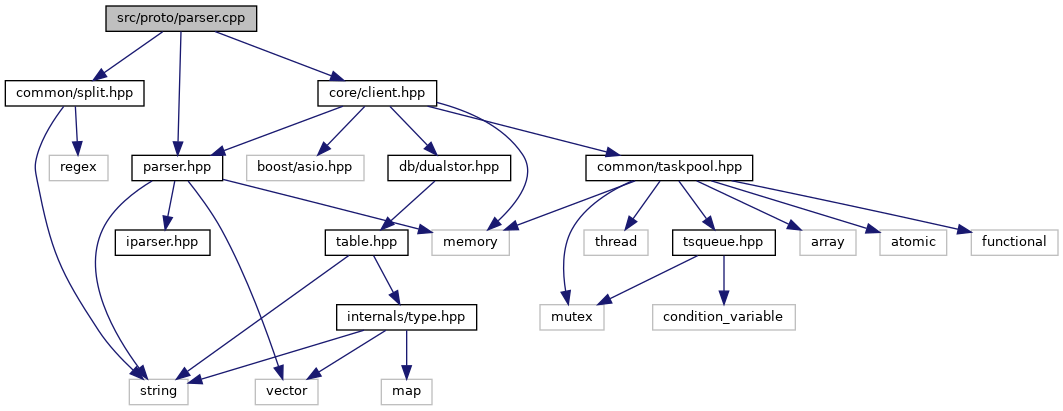 src/proto/parser.cpp
common/split.hpp
core/client.hpp
regex
parser.hpp
boost/asio.hpp
db/dualstor.hpp
common/taskpool.hpp
iparser.hpp
table.hpp
memory
thread
tsqueue.hpp
array
atomic
functional
internals/type.hpp
mutex
condition_variable
string
vector
map